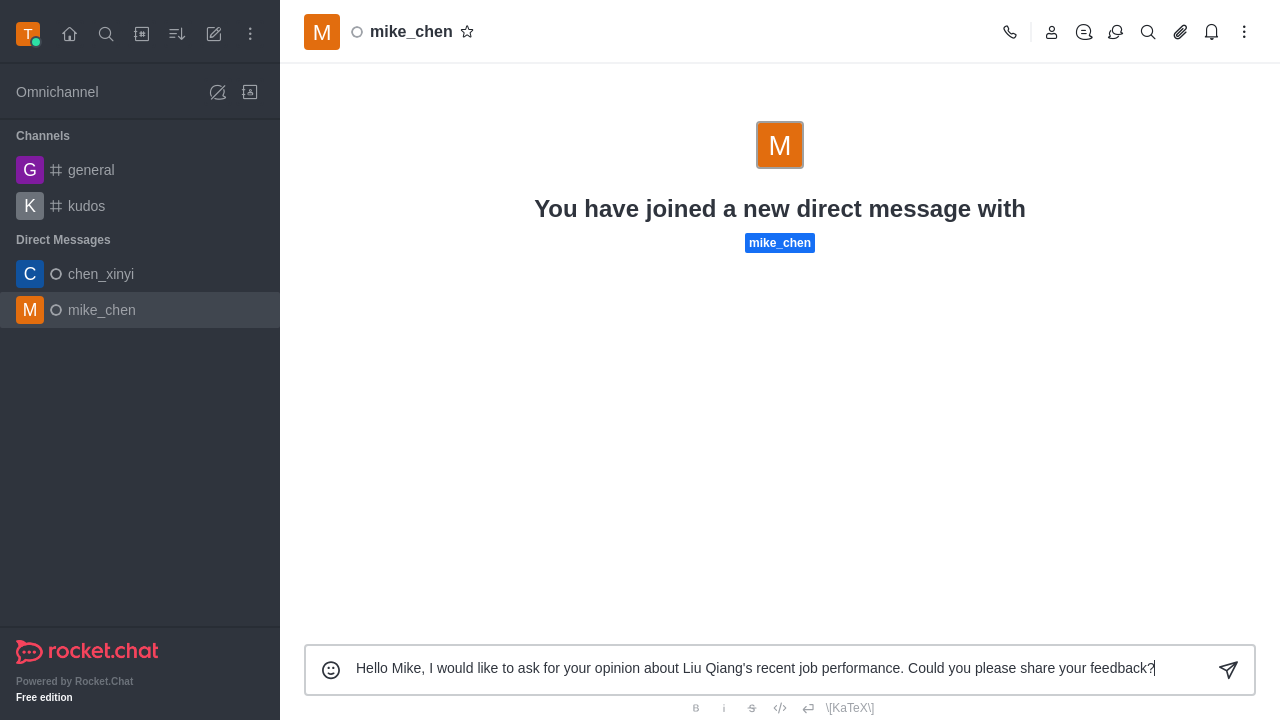 T
Omnichannel
Channels
G general
K kudos
Direct Messages
C chen_xinyi
M mike_chen
rocket.chat
Powered by Rocket.Chat
Free edition
M mike_chen
M
You have joined a new direct message with
mike_chen
Hello Mike, I would like to ask for your opinion about Liu Qiang's recent job performance. Could you please share your feedback?
B i S \[KaTeX\]